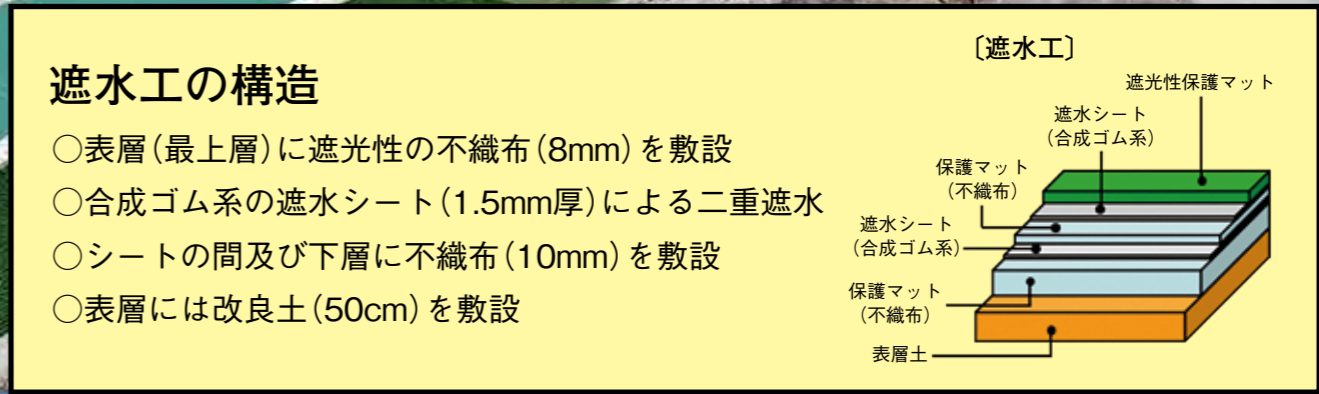 遮水工の構造
○表層(最上層)に遮光性の不織布(8mm)を敷設
○合成ゴム系の遮水シート(1.5mm厚)による二重遮水
○シートの間及び下層に不織布(10mm)を敷設
○表層には改良土(50cm)を敷設
〔遮水工〕
遮光性保護マット
遮水シート
(合成ゴム系)
保護マット
(不織布)
遮水シート
(合成ゴム系)
保護マット
(不織布)
表層土